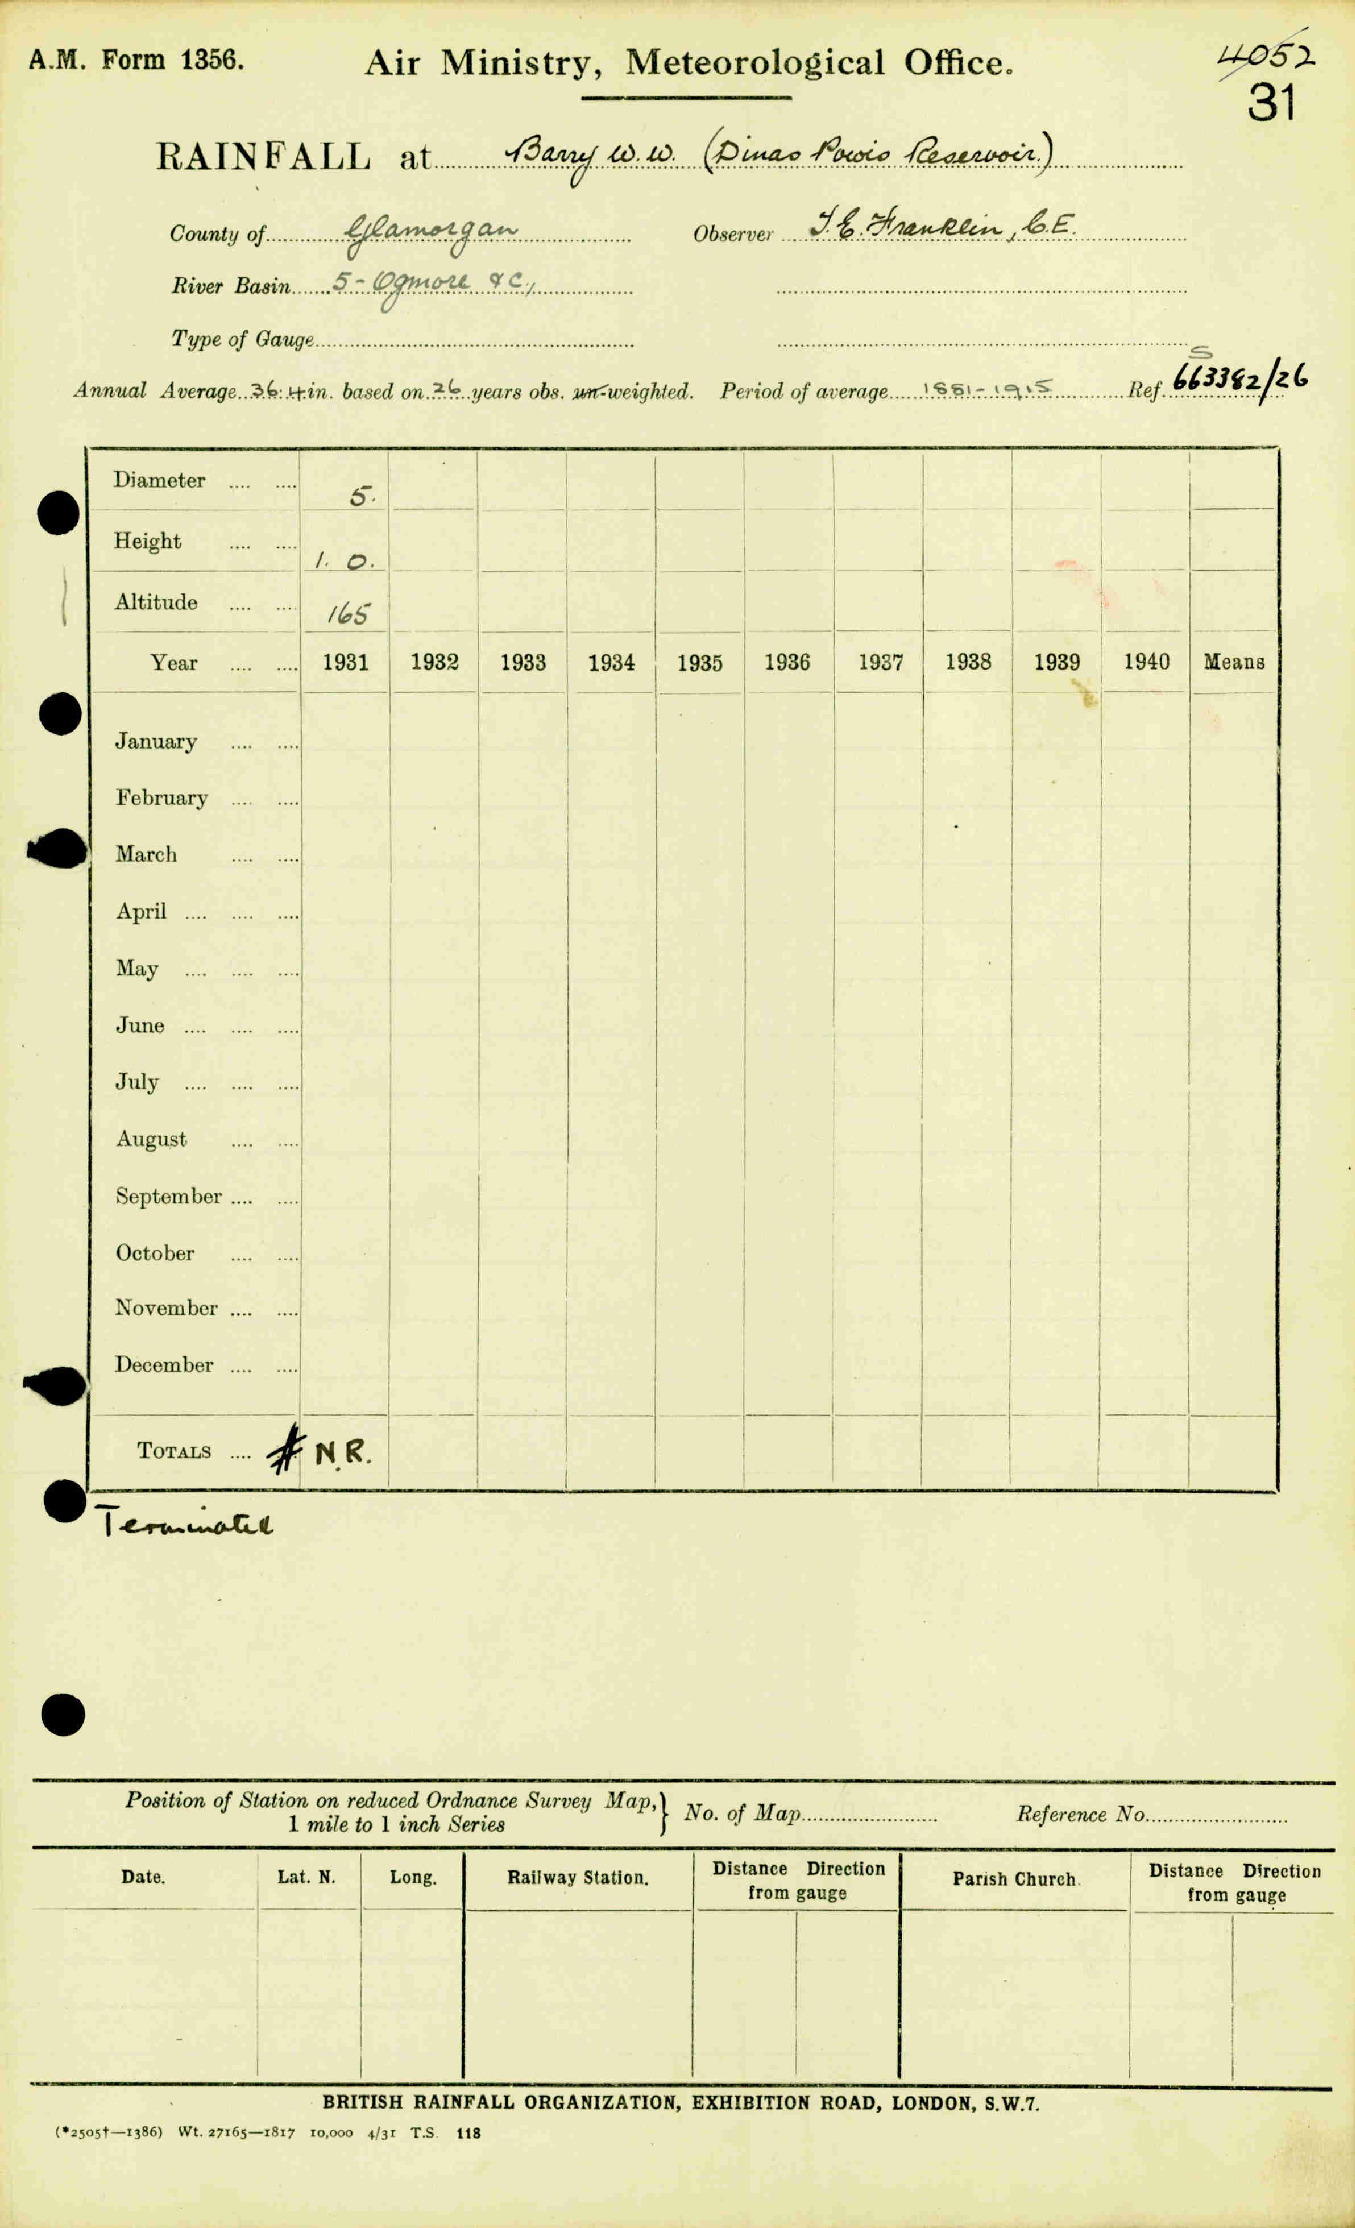 A.M. Form 1356. Air Ministry, Meteorological Office. 4052
31
RAINFALL at Barry W.W. (Dinas Powis Reservoir)
County of Glamorgan Observer T.E. Franklin, C.E.
River Basin 5 - Ogmore &c,
Type of Gauge
S
Annual Average 36.4 in. based on 26 years obs. un-weighted. Period of average 1881-1915 Ref. 663382/26
Diameter .... .... 5.
Height .... .... 1. 0.
Altitude .... .... 165
Year .... .... 1931 1932 1933 1934 1935 1936 1937 1938 1939 1940 Means
January .... ....
February .... ....
March .... ....
April .... .... ....
May .... .... ....
June .... .... ....
July .... .... ....
August .... ....
September .... ....
October .... ....
November .... ....
December .... ....
TOTALS .... # N.R.
Terminated
Position of Station on reduced Ordnance Survey Map, } No. of Map Reference No.
1 mile to 1 inch Series
Date. Lat. N. Long. Railway Station. Distance Direction Parish Church. Distance Direction
from gauge from gauge
BRITISH RAINFALL ORGANIZATION, EXHIBITION ROAD, LONDON, S.W.7.
(*2505†—1386) Wt. 27165—1817 10,000 4/31 T.S. 118